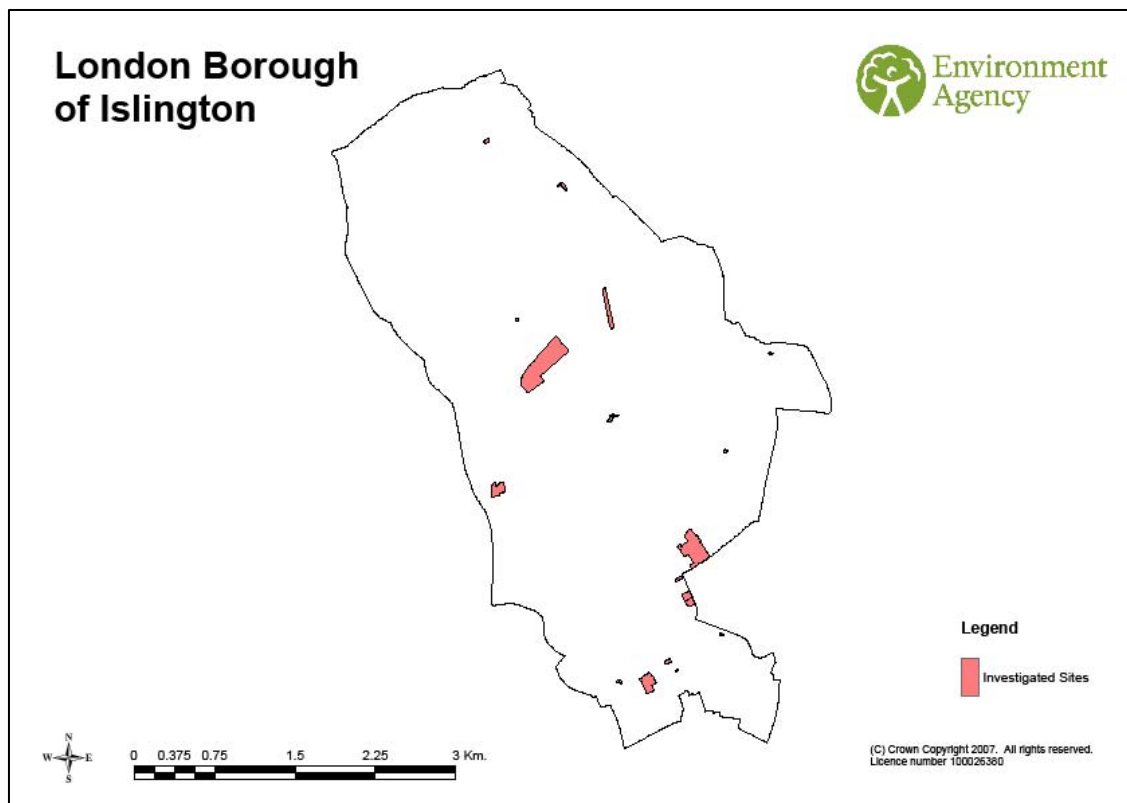 London Borough
of Islington
Environment
Agency
Legend
Investigated Sites
N
W E
S
0 0.375 0.75 1.5 2.25 3 Km.
(C) Crown Copyright 2007. All rights reserved.
Licence number 100026380